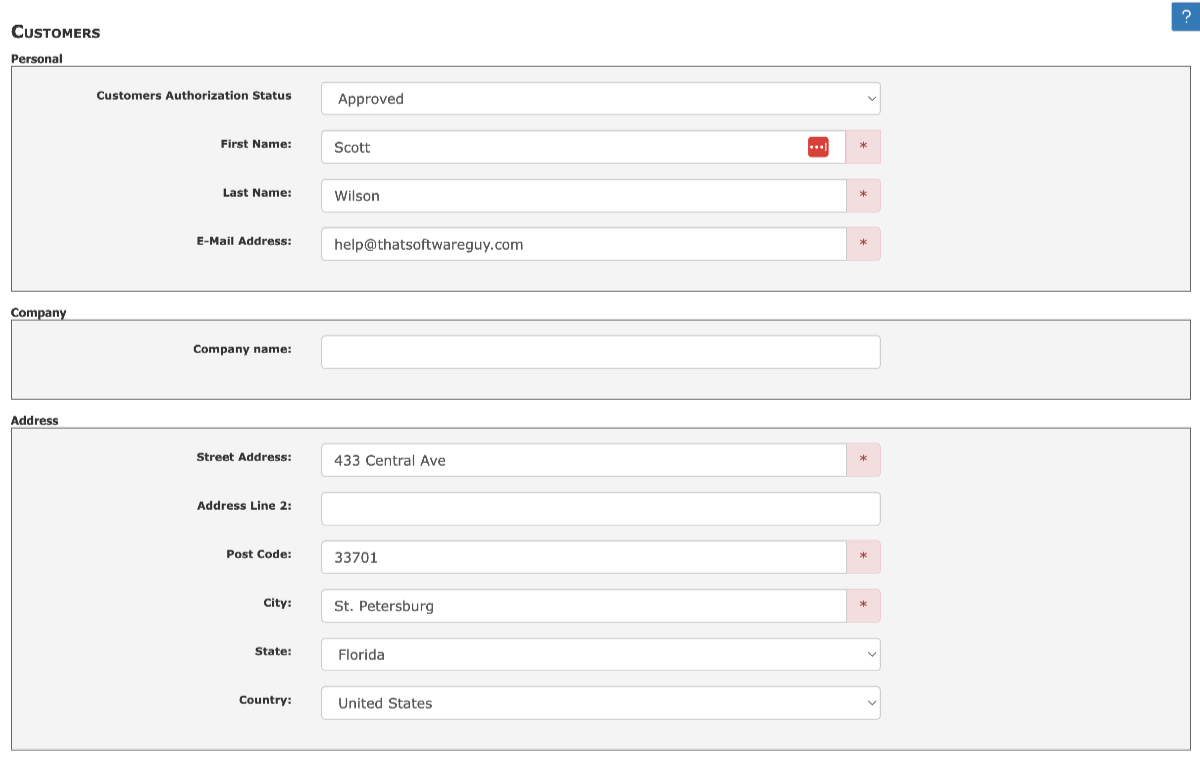 ?
Customers
Personal
Customers Authorization Status Approved
First Name: Scott *
Last Name: Wilson *
E-Mail Address: help@thatsoftwareguy.com *
Company
Company name:
Address
Street Address: 433 Central Ave *
Address Line 2:
Post Code: 33701 *
City: St. Petersburg *
State: Florida
Country: United States